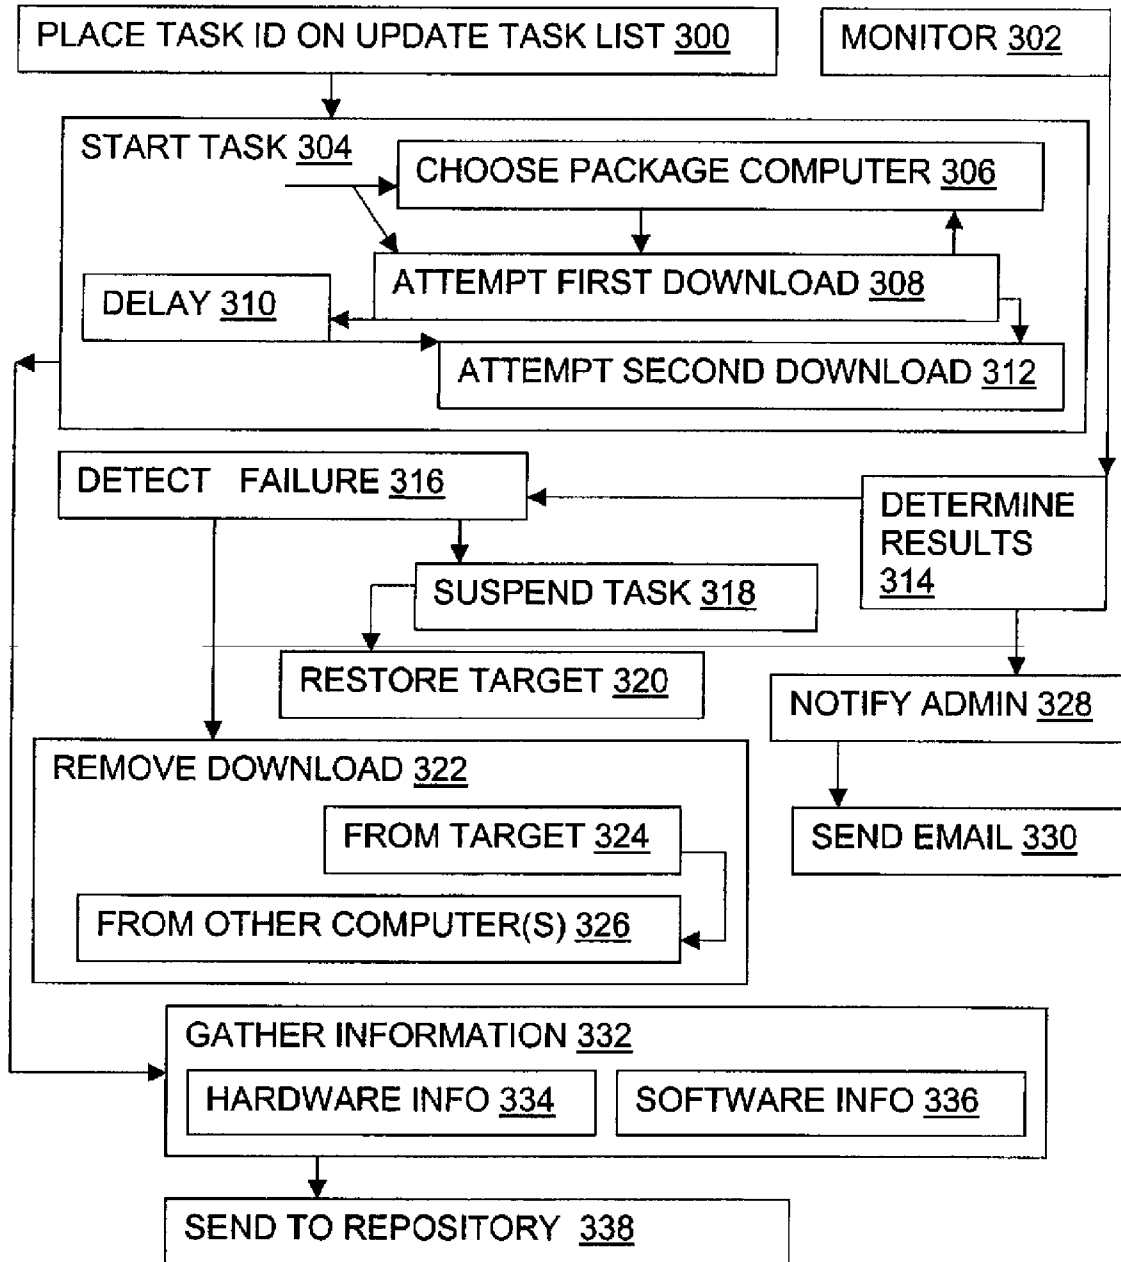 PLACE TASK ID ON UPDATE TASK LIST 300
MONITOR 302
START TASK 304
CHOOSE PACKAGE COMPUTER 306
ATTEMPT FIRST DOWNLOAD 308
DELAY 310
ATTEMPT SECOND DOWNLOAD 312
DETECT FAILURE 316
DETERMINE
RESULTS
314
SUSPEND TASK 318
RESTORE TARGET 320
NOTIFY ADMIN 328
REMOVE DOWNLOAD 322
FROM TARGET 324
SEND EMAIL 330
FROM OTHER COMPUTER(S) 326
GATHER INFORMATION 332
HARDWARE INFO 334
SOFTWARE INFO 336
SEND TO REPOSITORY 338